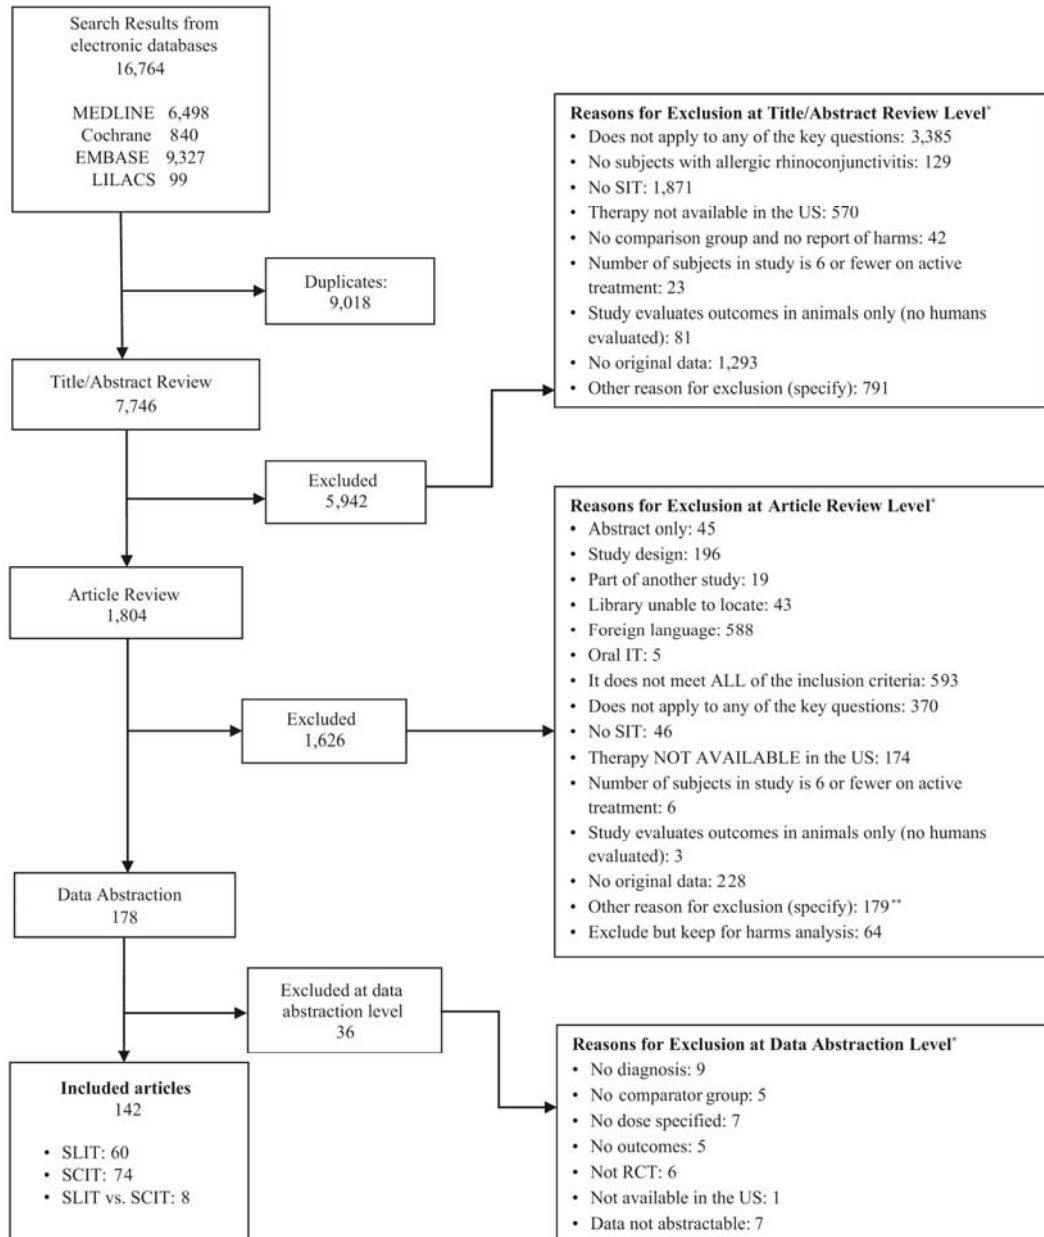 Search Results from
electronic databases
16,764
MEDLINE 6,498
Cochrane 840
EMBASE 9,327
LILACS 99
Duplicates:
9,018
Title/Abstract Review
7,746
Excluded
5,942
Reasons for Exclusion at Title/Abstract Review Level*
• Does not apply to any of the key questions: 3,385
• No subjects with allergic rhinoconjunctivitis: 129
• No SIT: 1,871
• Therapy not available in the US: 570
• No comparison group and no report of harms: 42
• Number of subjects in study is 6 or fewer on active
treatment: 23
• Study evaluates outcomes in animals only (no humans
evaluated): 81
• No original data: 1,293
• Other reason for exclusion (specify): 791
Article Review
1,804
Excluded
1,626
Reasons for Exclusion at Article Review Level*
• Abstract only: 45
• Study design: 196
• Part of another study: 19
• Library unable to locate: 43
• Foreign language: 588
• Oral IT: 5
• It does not meet ALL of the inclusion criteria: 593
• Does not apply to any of the key questions: 370
• No SIT: 46
• Therapy NOT AVAILABLE in the US: 174
• Number of subjects in study is 6 or fewer on active
treatment: 6
• Study evaluates outcomes in animals only (no humans
evaluated): 3
• No original data: 228
• Other reason for exclusion (specify): 179**
• Exclude but keep for harms analysis: 64
Data Abstraction
178
Excluded at data
abstraction level
36
Reasons for Exclusion at Data Abstraction Level*
• No diagnosis: 9
• No comparator group: 5
• No dose specified: 7
• No outcomes: 5
• Not RCT: 6
• Not available in the US: 1
• Data not abstractable: 7
Included articles
142
• SLIT: 60
• SCIT: 74
• SLIT vs. SCIT: 8